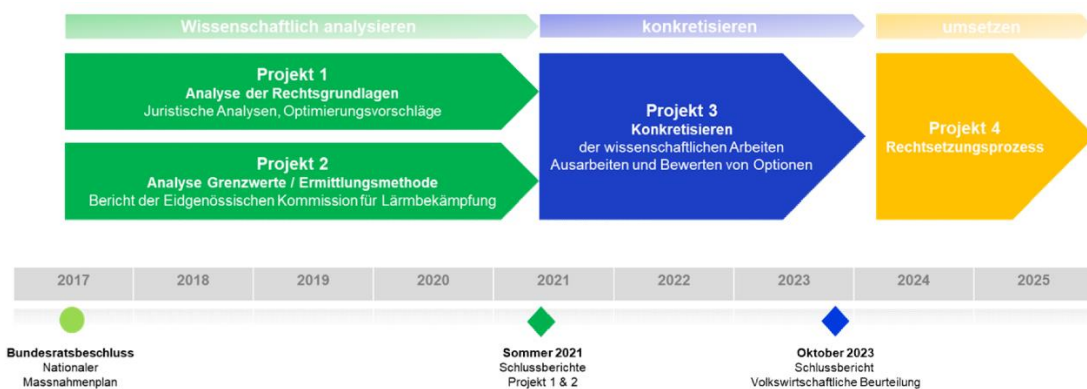 Wissenschaftlich analysieren
konkretisieren
umsetzen
Projekt 1
Analyse der Rechtsgrundlagen
Juristische Analysen, Optimierungsvorschläge
Projekt 2
Analyse Grenzwerte / Ermittlungsmethode
Bericht der Eidgenössischen Kommission für Lärmbekämpfung
Projekt 3
Konkretisieren
der wissenschaftlichen Arbeiten
Ausarbeiten und Bewerten von Optionen
Projekt 4
Rechtsetzungsprozess
2017 2018 2019 2020 2021 2022 2023 2024 2025
Bundesratsbeschluss
Nationaler
Massnahmenplan
Sommer 2021
Schlussberichte
Projekt 1 & 2
Oktober 2023
Schlussbericht
Volkswirtschaftliche Beurteilung